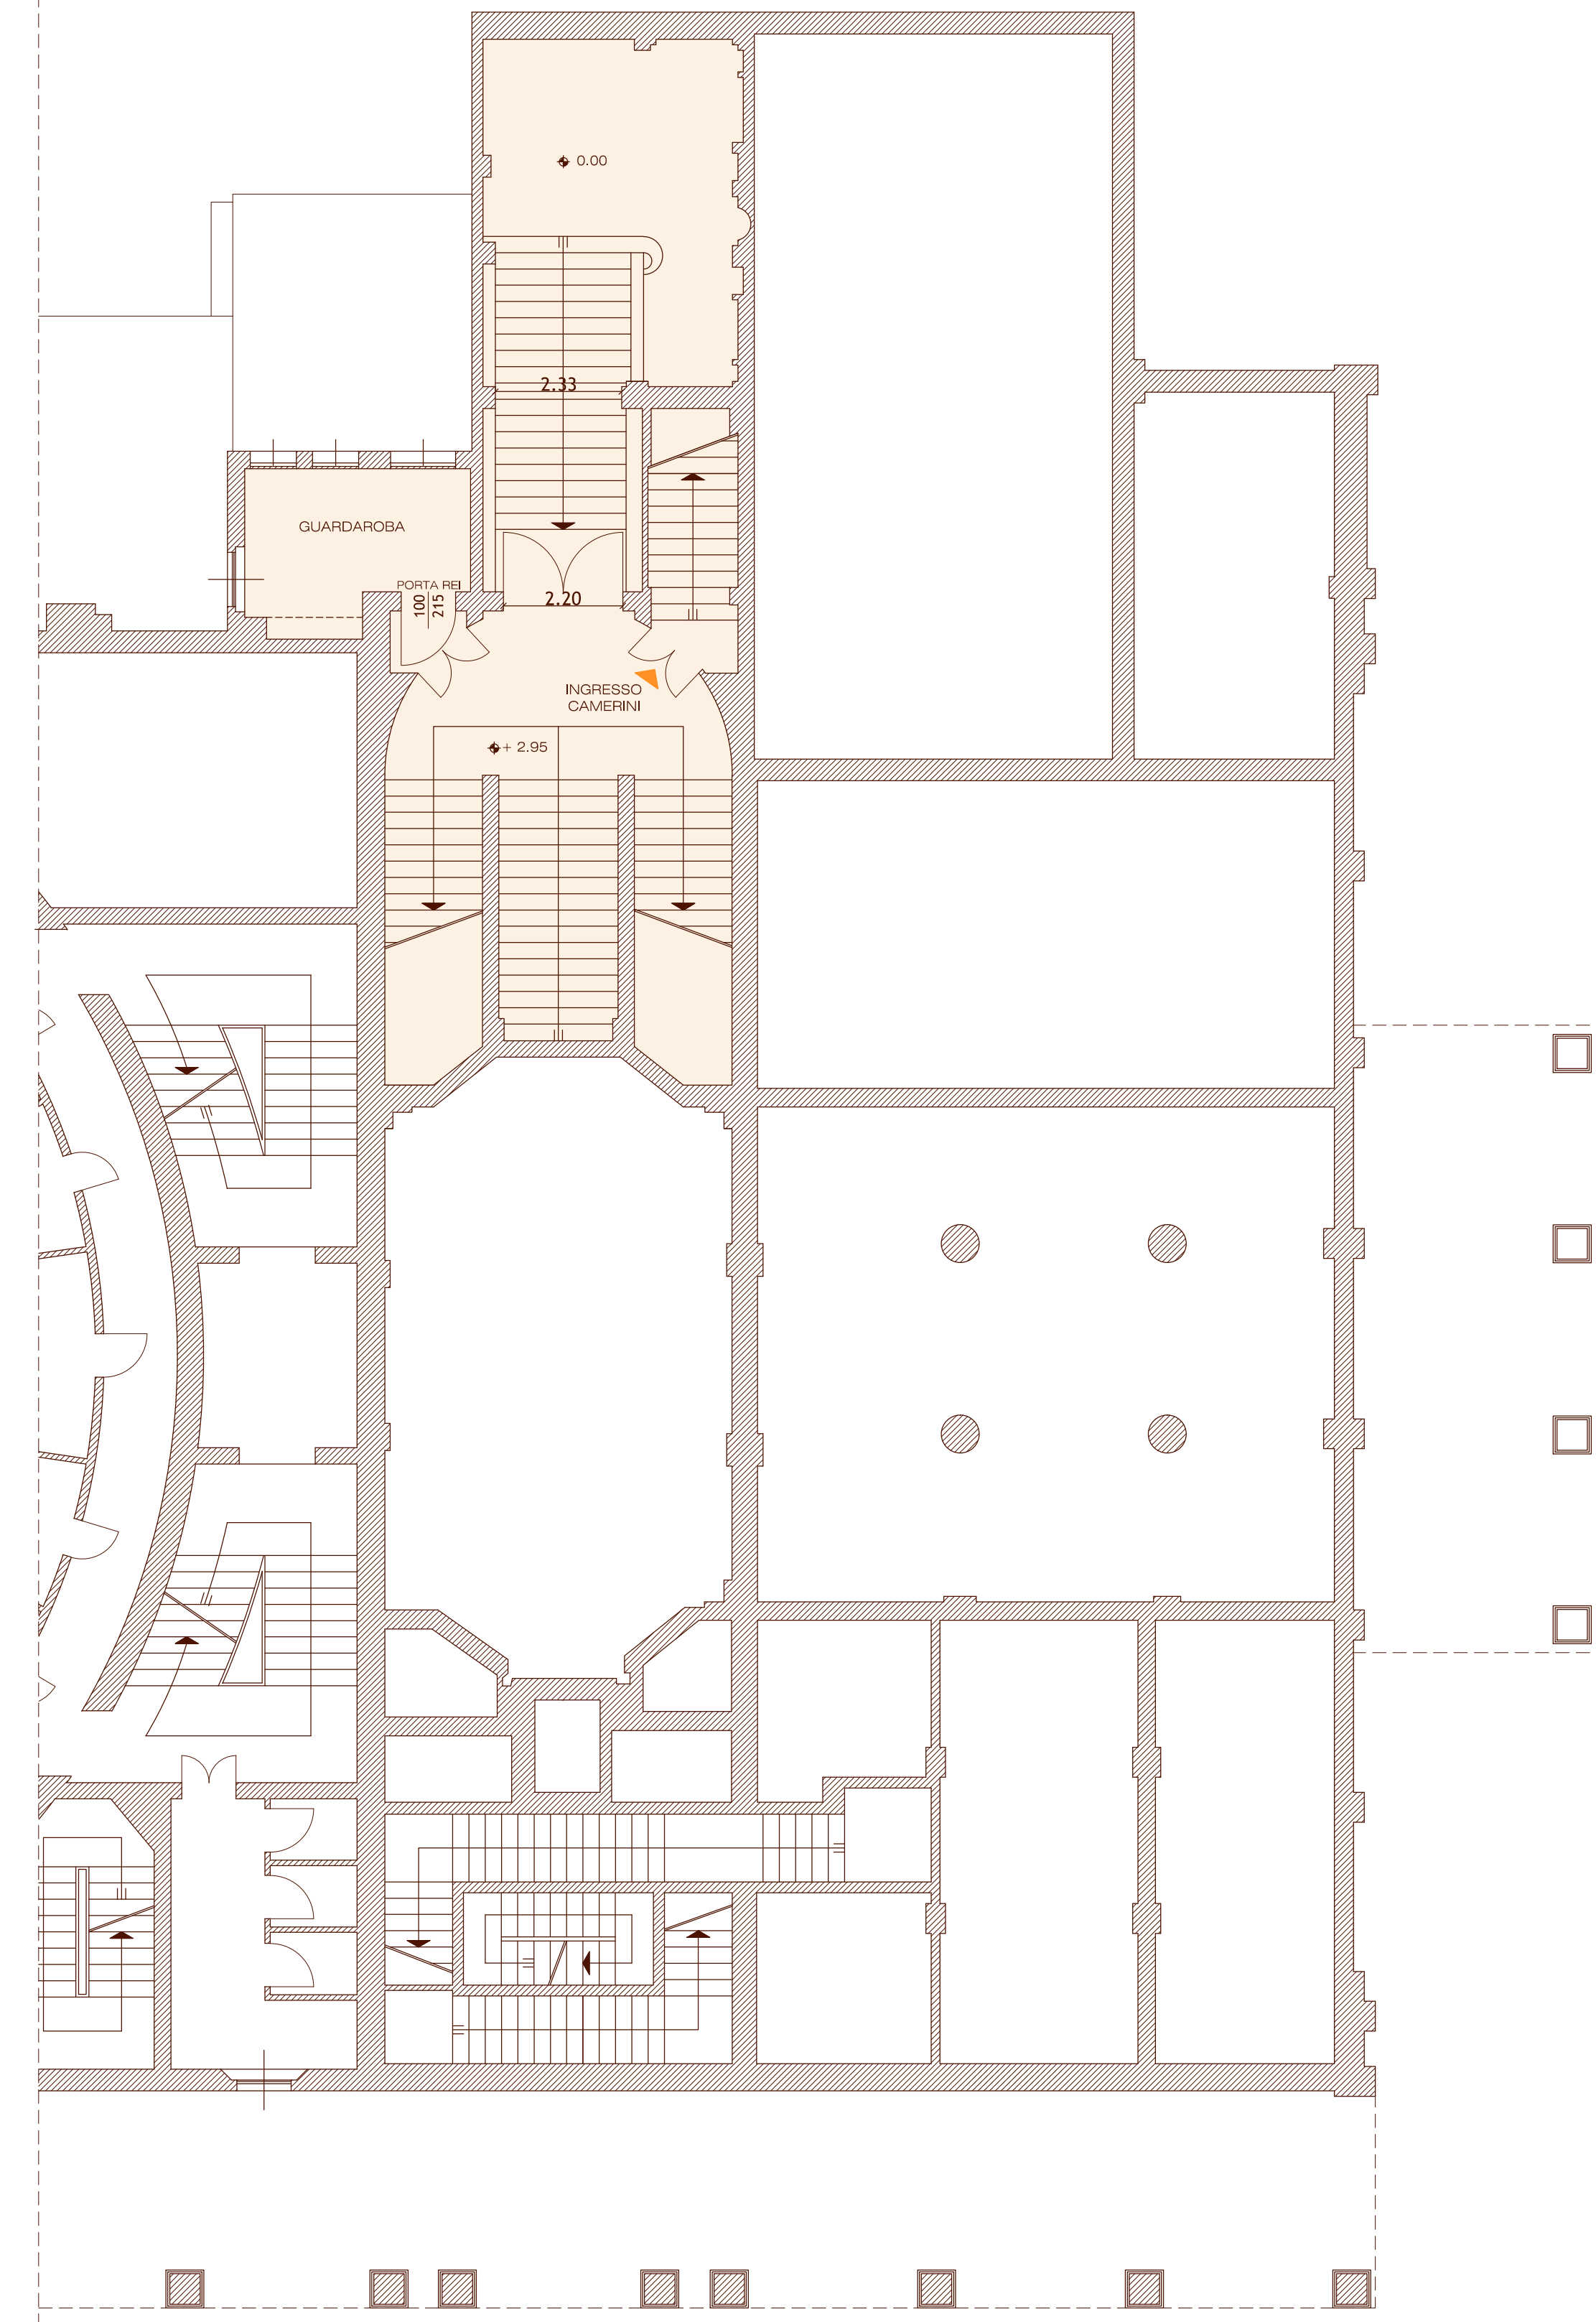 0.00
2.33
GUARDAROBA
PORTA REI
100
215
2.20
INGRESSO
CAMERINI
+ 2.95